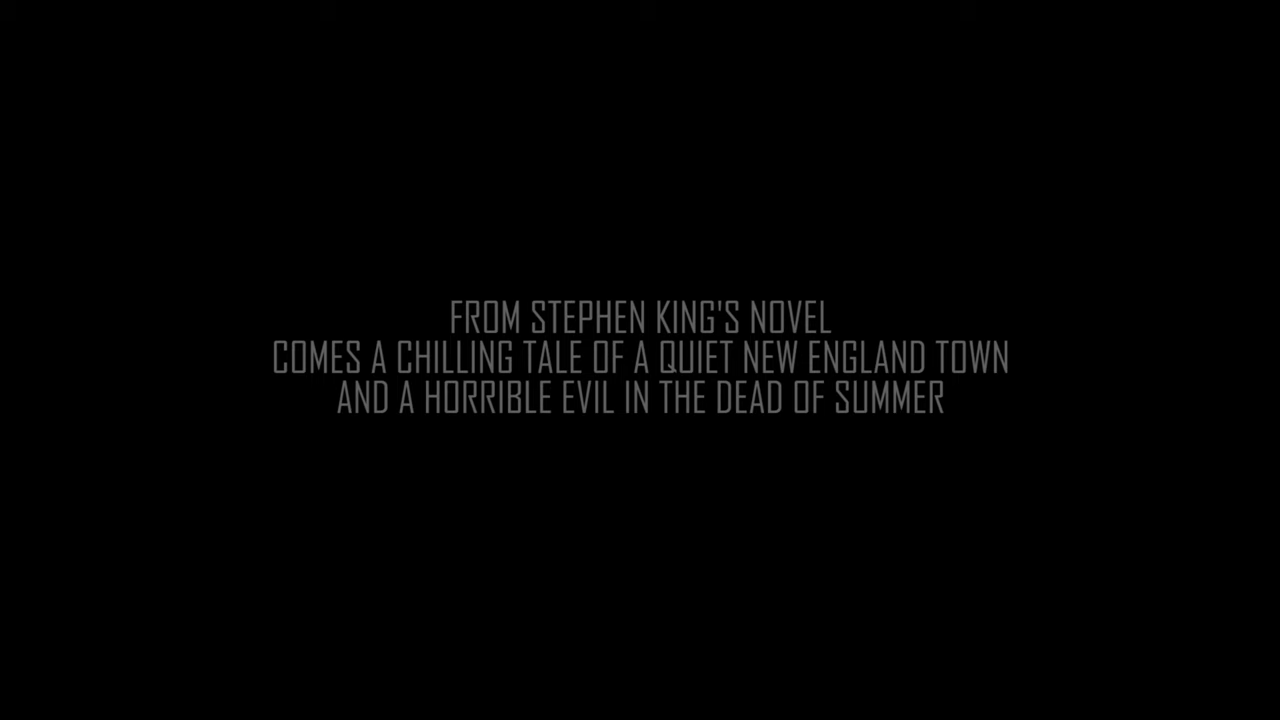 FROM STEPHEN KING'S NOVEL
COMES A CHILLING TALE OF A QUIET NEW ENGLAND TOWN
AND A HORRIBLE EVIL IN THE DEAD OF SUMMER